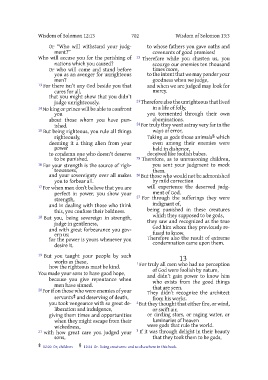 Wisdom of Solomon 12:13
702
Wisdom of Solomon 13:3
Or “Who will withstand your judgment?”
Who will accuse you for the perishing of
nations which you caused?
Or who will come and stand before
you as an avenger for unrighteous
men?
13 For there isn’t any God beside you that
cares for all,
that you might show that you didn’t
judge unrighteously.
14 No king or prince will be able to confront
you
about those whom you have punished.
15 But being righteous, you rule all things
righteously,
deeming it a thing alien from your
power
to condemn one who doesn’t deserve
to be punished.
16 For your strength is the source of righteousness,
and your sovereignty over all makes
you to forbear all.
17 For when men don’t believe that you are
perfect in power, you show your
strength,
and in dealing with those who think
this, you confuse their boldness.
18 But you, being sovereign in strength,
judge in gentleness,
and with great forbearance you govern us;
for the power is yours whenever you
desire it.
19 But you taught your people by such
works as these,
how the righteous must be kind.
You made your sons to have good hope,
because you give repentance when
men have sinned.
20 For if on those who were enemies of your
servants and deserving of death,
you took vengeance with so great deliberation and indulgence,
giving them times and opportunities
when they might escape from their
wickedness,
21 with how great care you judged your
sons,
to whose fathers you gave oaths and
covenants of good promises!
22 Therefore while you chasten us, you
scourge our enemies ten thousand
times more,
to the intent that we may ponder your
goodness when we judge,
and when we are judged may look for
mercy.
23 Therefore also the unrighteous that lived
in a life of folly,
you tormented through their own
abominations.
24 For truly they went astray very far in the
ways of error,
Taking as gods those animals which
even among their enemies were
held in dishonor,
deceived like foolish babes.
25 Therefore, as to unreasoning children,
you sent your judgment to mock
them.
26 But those who would not be admonished
by mild correction
will experience the deserved judgment of God.
27 For through the sufferings they were
indignant of,
being punished in these creatures
which they supposed to be gods,
they saw and recognized as the true
God him whom they previously refused to know.
Therefore also the result of extreme
condemnation came upon them.
13
1 For truly all men who had no perception
of God were foolish by nature,
and didn’t gain power to know him
who exists from the good things
that are seen.
They didn’t recognize the architect
from his works.
2 But they thought that either fire, or wind,
or swift air,
or circling stars, or raging water, or
luminaries of heaven
were gods that rule the world.
3 If it was through delight in their beauty
that they took them to be gods,